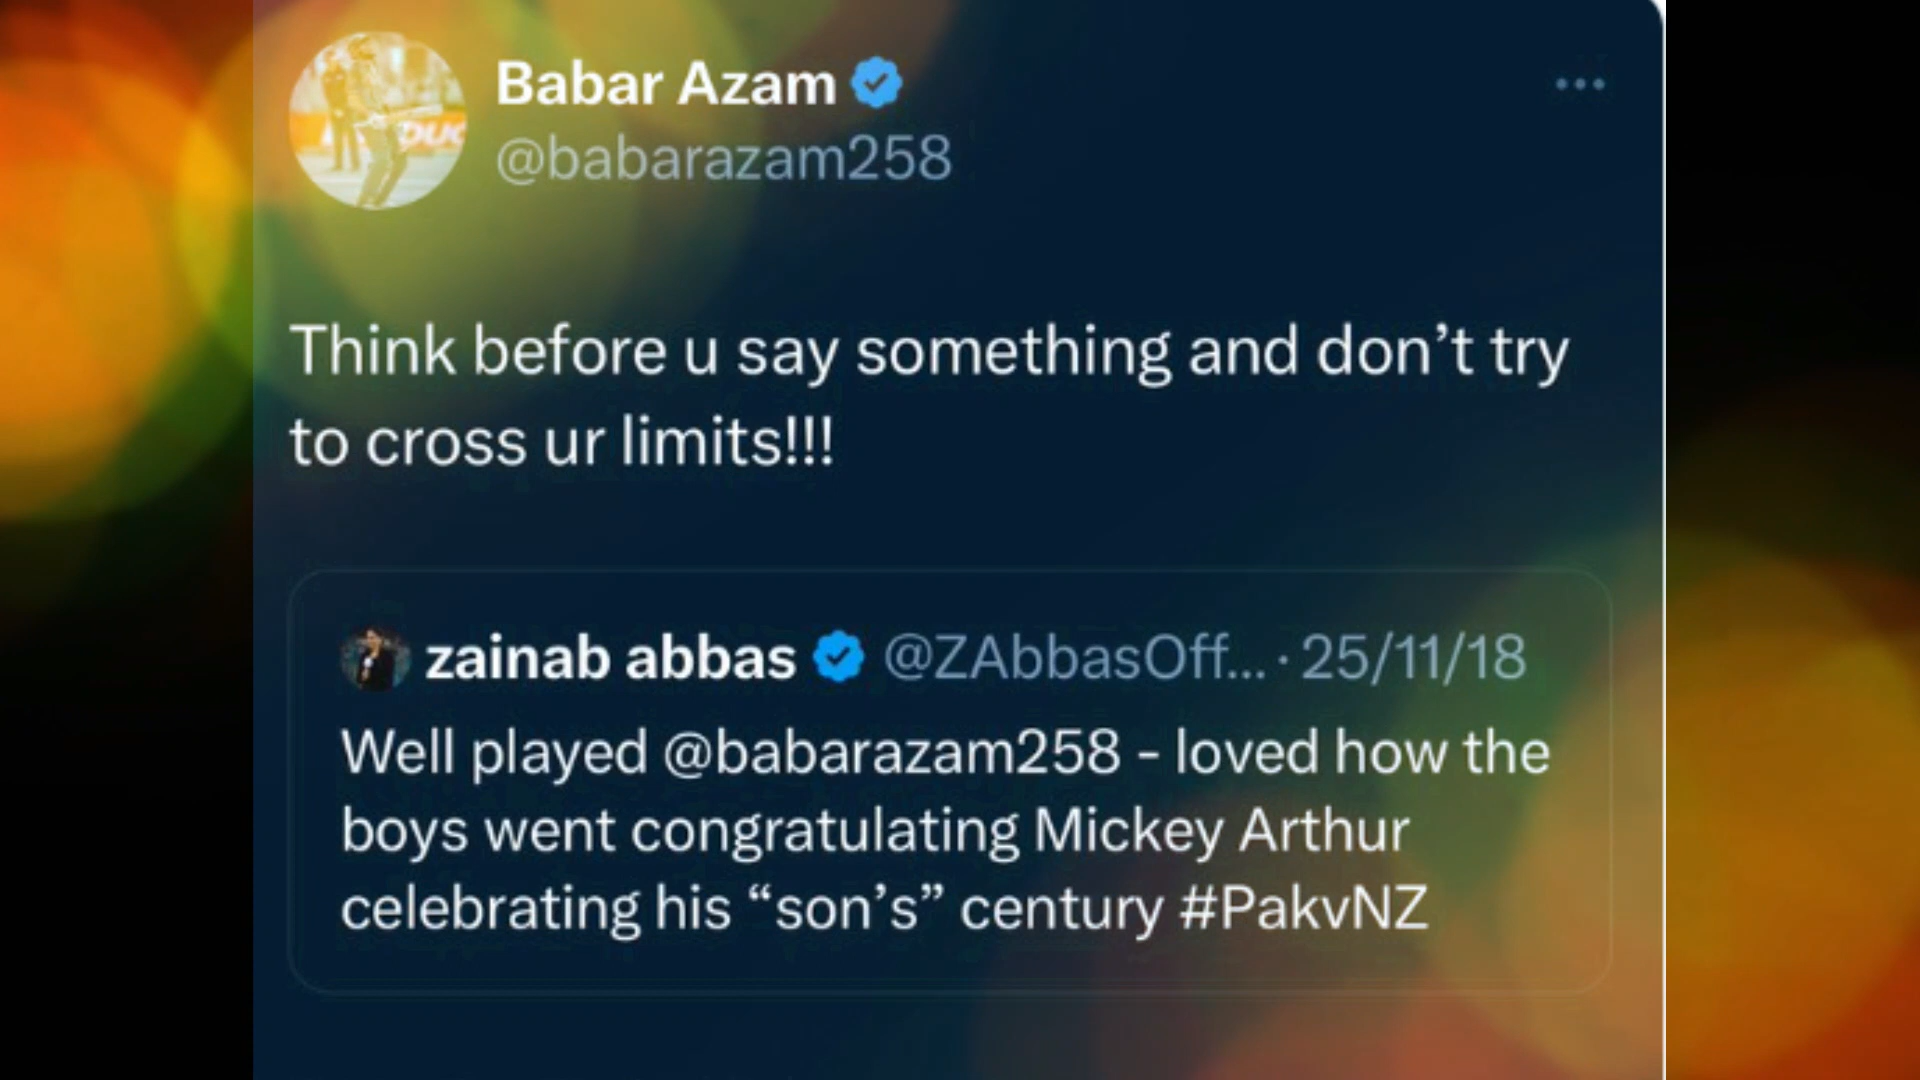 Babar Azam
@babarazam258
Think before u say something and don’t try
to cross ur limits!!!
zainab abbas @ZAbbasOff... · 25/11/18
Well played @babarazam258 - loved how the
boys went congratulating Mickey Arthur
celebrating his “son’s” century #PakvNZ